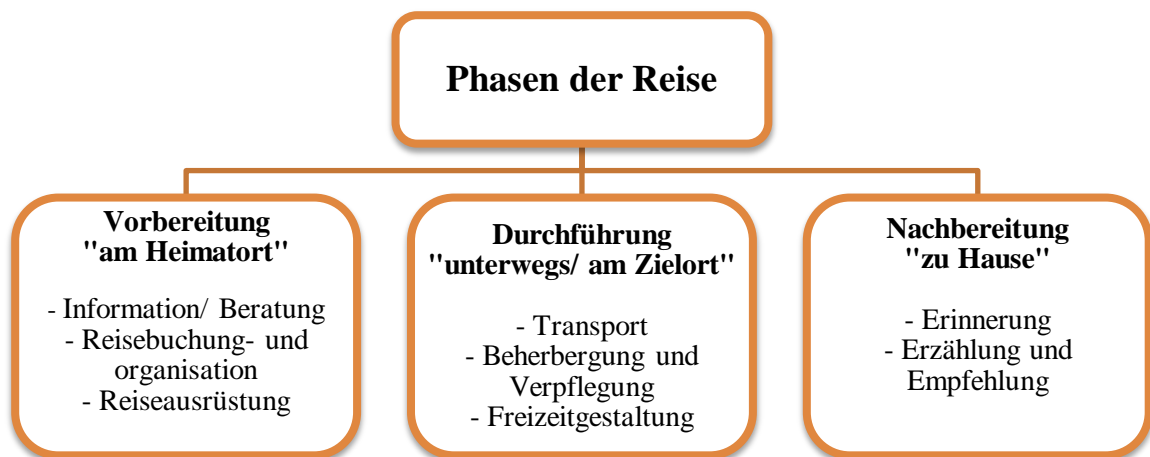 Phasen der Reise
Vorbereitung
"am Heimatort"
- Information/ Beratung
- Reisebuchung- und
organisation
- Reiseausrüstung
Durchführung
"unterwegs/ am Zielort"
- Transport
- Beherbergung und
Verpflegung
- Freizeitgestaltung
Nachbereitung
"zu Hause"
- Erinnerung
- Erzählung und
Empfehlung